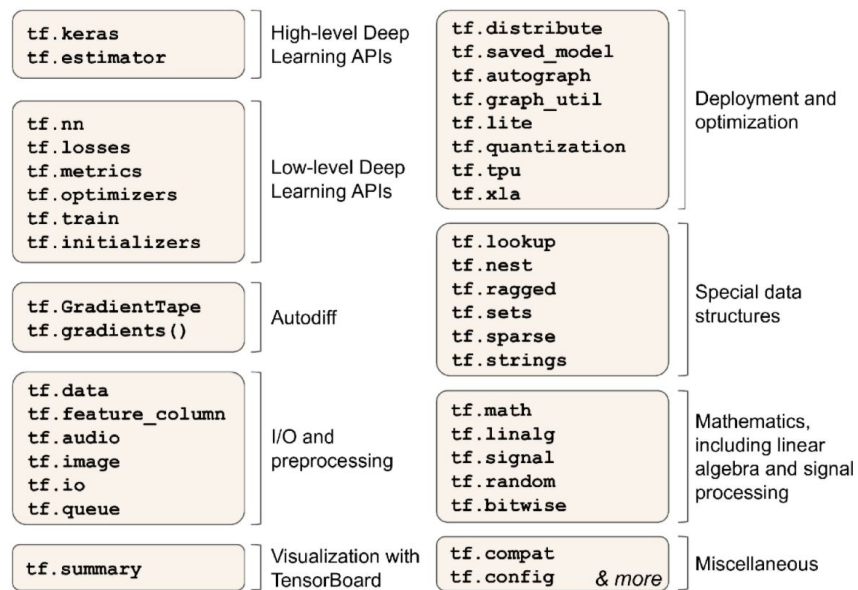 tf.keras
tf.estimator
High-level Deep
Learning APIs
tf.nn
tf.losses
tf.metrics
tf.optimizers
tf.train
tf.initializers
Low-level Deep
Learning APIs
tf.GradientTape
tf.gradients()
Autodiff
tf.data
tf.feature_column
tf.audio
tf.image
tf.io
tf.queue
I/O and
preprocessing
tf.summary
Visualization with
TensorBoard
tf.distribute
tf.saved_model
tf.autograph
tf.graph_util
tf.lite
tf.quantization
tf.tpu
tf.xla
Deployment and
optimization
tf.lookup
tf.nest
tf.ragged
tf.sets
tf.sparse
tf.strings
Special data
structures
tf.math
tf.linalg
tf.signal
tf.random
tf.bitwise
Mathematics,
including linear
algebra and signal
processing
tf.compat
tf.config & more
Miscellaneous